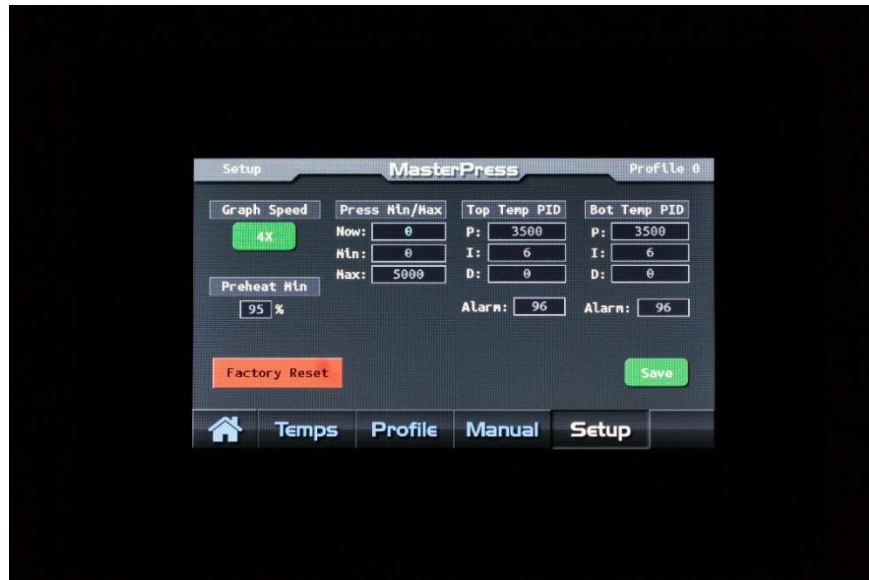 Setup MasterPress Profile 0
Graph Speed Press Min/Max Top Temp PID Bot Temp PID
4X Now: 0 P: 3500 P: 3500
Min: 0 I: 6 I: 6
Max: 5000 D: 0 D: 0
Preheat Min
95 % Alarm: 96 Alarm: 96
Factory Reset Save
Temps Profile Manual Setup